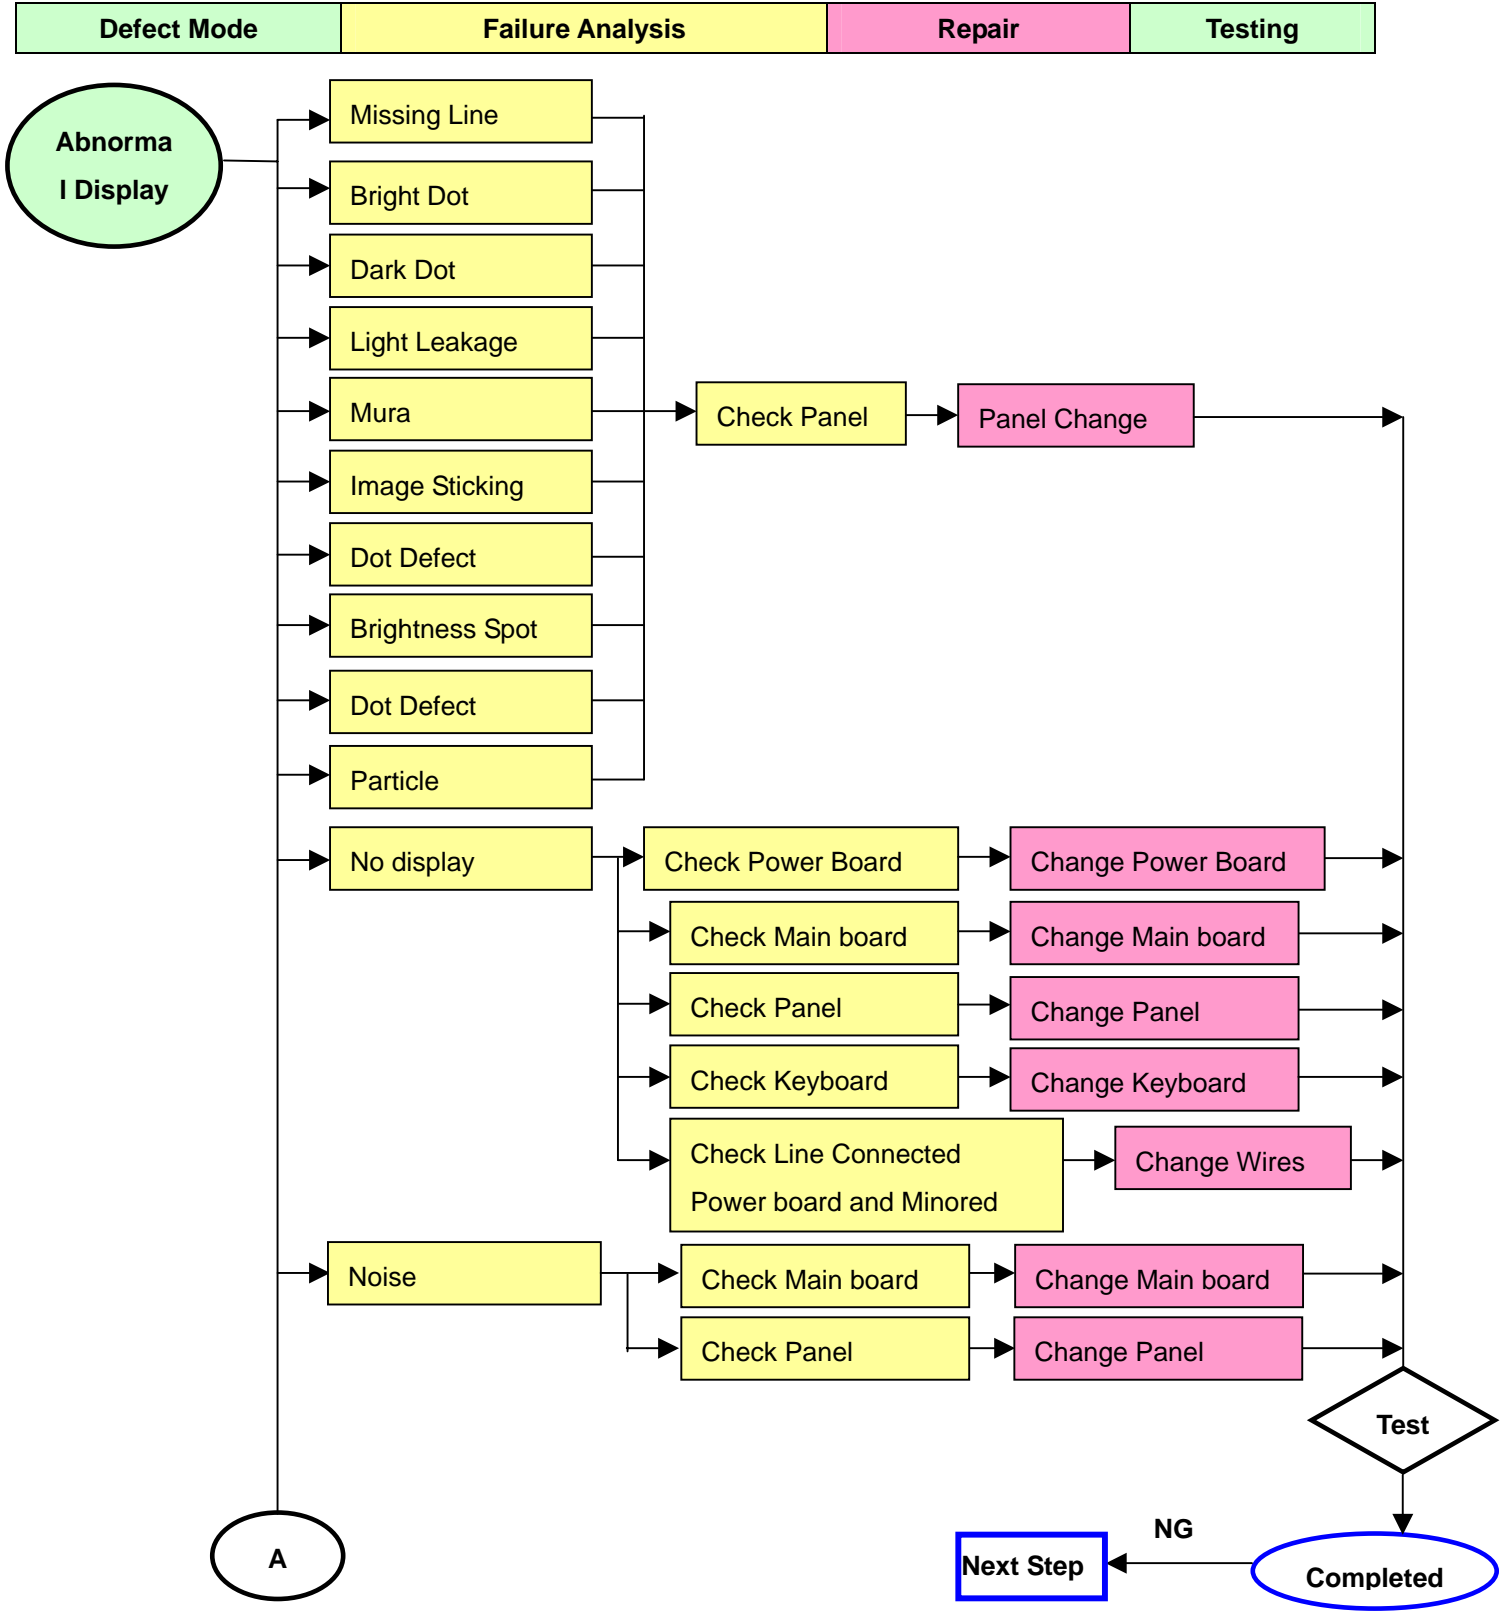 Defect Mode
Failure Analysis
Repair
Testing
Abnorma
l Display
Missing Line
Bright Dot
Dark Dot
Light Leakage
Mura
Check Panel
Panel Change
Image Sticking
Dot Defect
Brightness Spot
Dot Defect
Particle
No display
Check Power Board
Change Power Board
Check Main board
Change Main board
Check Panel
Change Panel
Check Keyboard
Change Keyboard
Check Line Connected
Power board and Minored
Change Wires
Noise
Check Main board
Change Main board
Check Panel
Change Panel
Test
NG
A
Next Step
Completed